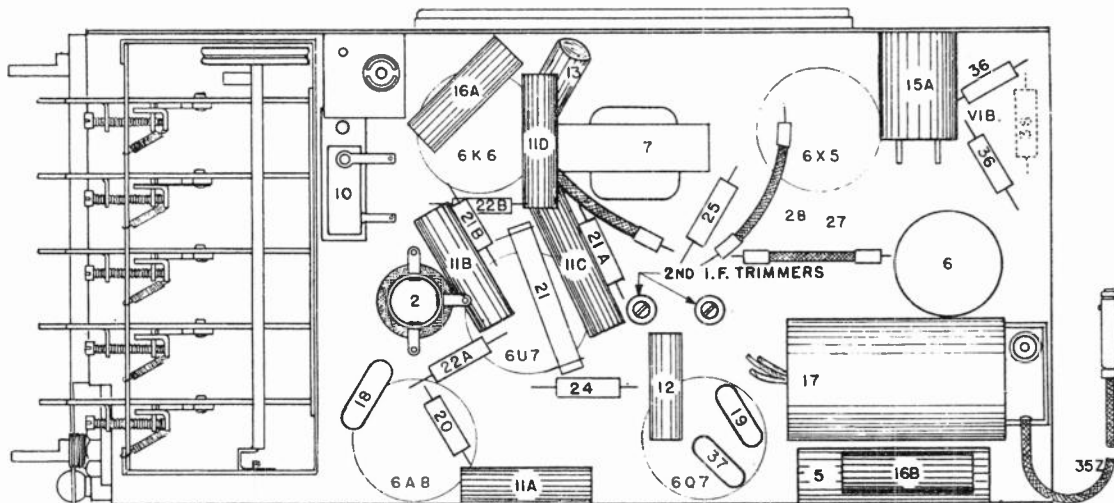 16A
13
15A
36
VIB.
36
11D
6K6
7
6X5
10
22B
21B
25
28
27
11B
11C
21A
2ND I.F. TRIMMERS
6
2
21
22A
6U7
24
12
17
18
20
19
37
6A8
11A
6Q7
5
16B
35Z